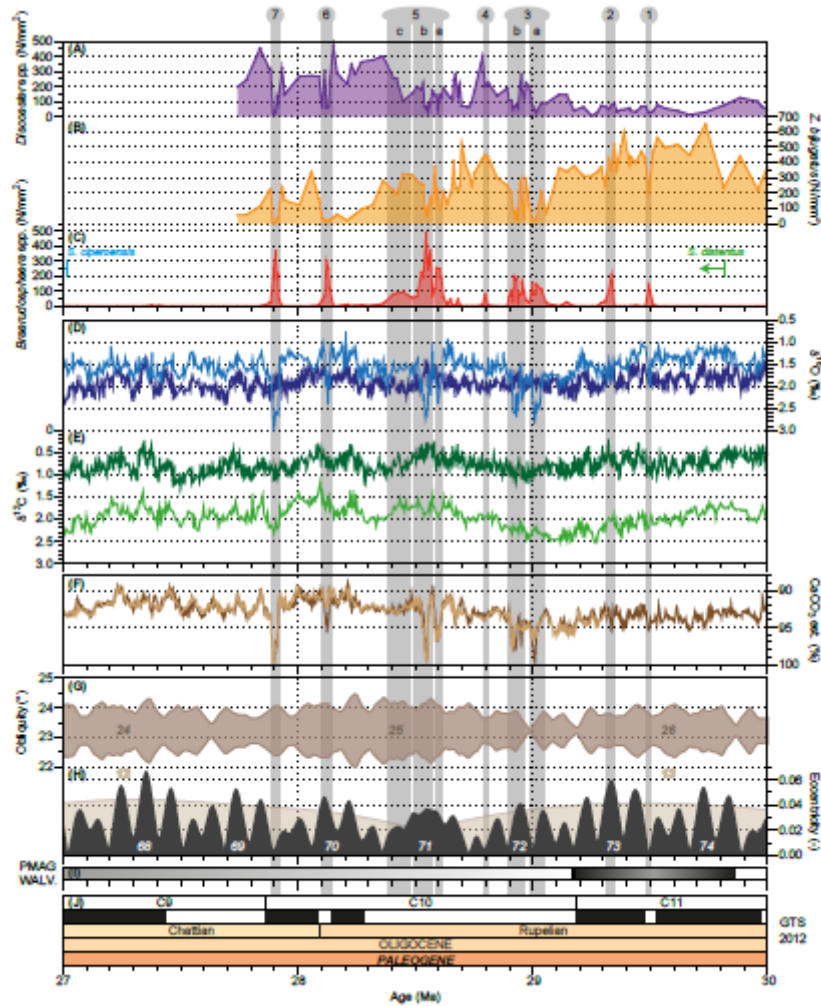 7 6 5 4 3 2 1
c b a b a
(A)
Discoaster spp. (N/mm²)
500
400
300
200
100
0
(B)
Z. bijugatus (N/mm²)
700
600
500
400
300
200
100
0
(C)
Braarudosphaera spp. (N/mm²)
500
400
300
200
100
0
S. ciperoensis
S. distentus
(D)
0.5
1.0
1.5
2.0
2.5
3.0
(E)
δ¹³C (‰)
0
0.5
1.0
1.5
2.0
2.5
3.0
(F)
CaCO₃ est. (%)
90
95
100
(G)
Obliquity (°)
25
24
23
22
24 25 26
(H)
Eccentricity (-)
0.06
0.04
0.02
0.00
68 69 70 71 72 73 74
PMAG
WALV.
(I)
(J) C9 C10 C11
GTS
2012
Chattian Rupelian
OLIGOCENE
PALEOGENE
27 28 29 30
Age (Ma)